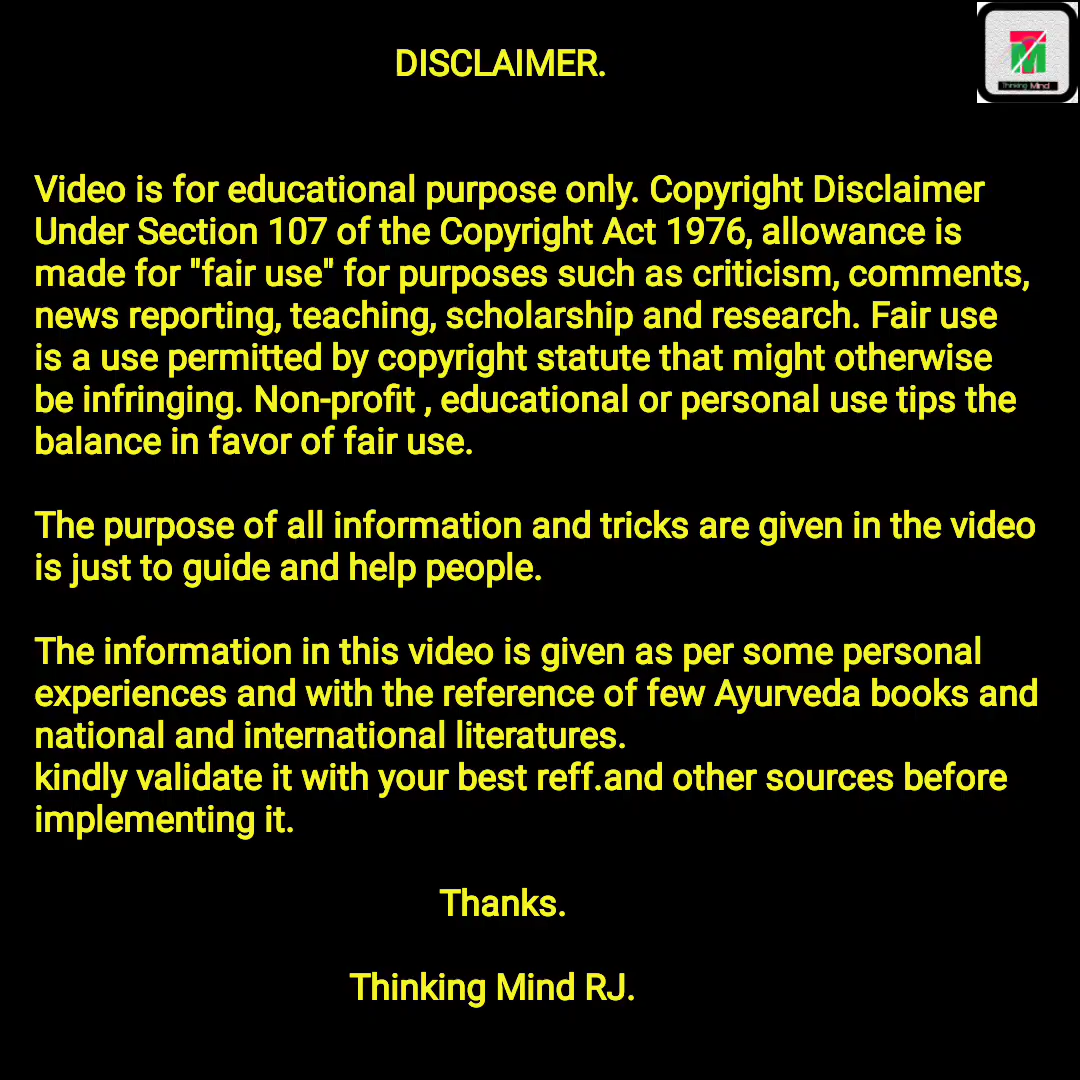 DISCLAIMER.
Thinking Mind
Video is for educational purpose only. Copyright Disclaimer
Under Section 107 of the Copyright Act 1976, allowance is
made for "fair use" for purposes such as criticism, comments,
news reporting, teaching, scholarship and research. Fair use
is a use permitted by copyright statute that might otherwise
be infringing. Non-profit , educational or personal use tips the
balance in favor of fair use.
The purpose of all information and tricks are given in the video
is just to guide and help people.
The information in this video is given as per some personal
experiences and with the reference of few Ayurveda books and
national and international literatures.
kindly validate it with your best reff.and other sources before
implementing it.
Thanks.
Thinking Mind RJ.